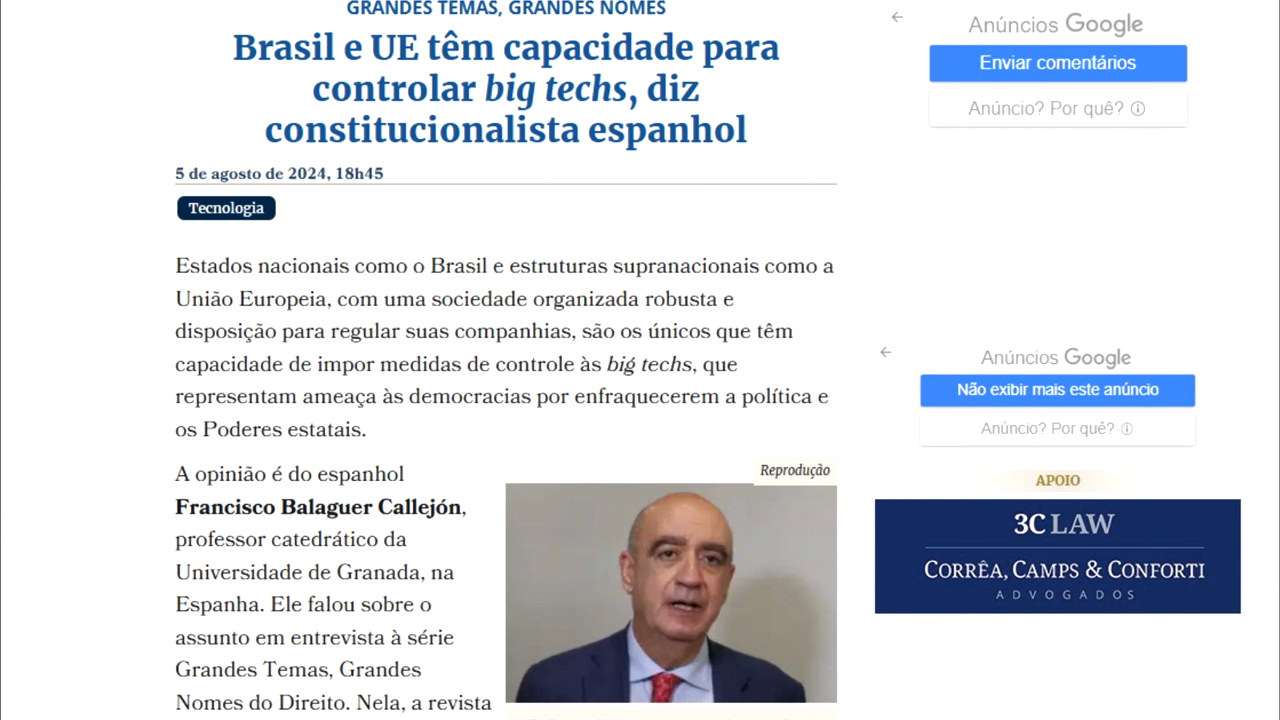 GRANDES TEMAS, GRANDES NOMES
Brasil e UE têm capacidade para
controlar big techs, diz
constitucionalista espanhol
5 de agosto de 2024, 18h45
Tecnologia
Estados nacionais como o Brasil e estruturas supranacionais como a
União Europeia, com uma sociedade organizada robusta e
disposição para regular suas companhias, são os únicos que têm
capacidade de impor medidas de controle às big techs, que
representam ameaça às democracias por enfraquecerem a política e
os Poderes estatais.
A opinião é do espanhol
Francisco Balaguer Callejón,
professor catedrático da
Universidade de Granada, na
Espanha. Ele falou sobre o
assunto em entrevista à série
Grandes Temas, Grandes
Nomes do Direito. Nela, a revista
Reprodução
Anúncios Google
Enviar comentários
Anúncio? Por quê?
Anúncios Google
Não exibir mais este anúncio
Anúncio? Por quê?
APOIO
3C LAW
CORRÊA, CAMPS & CONFORTI
ADVOGADOS